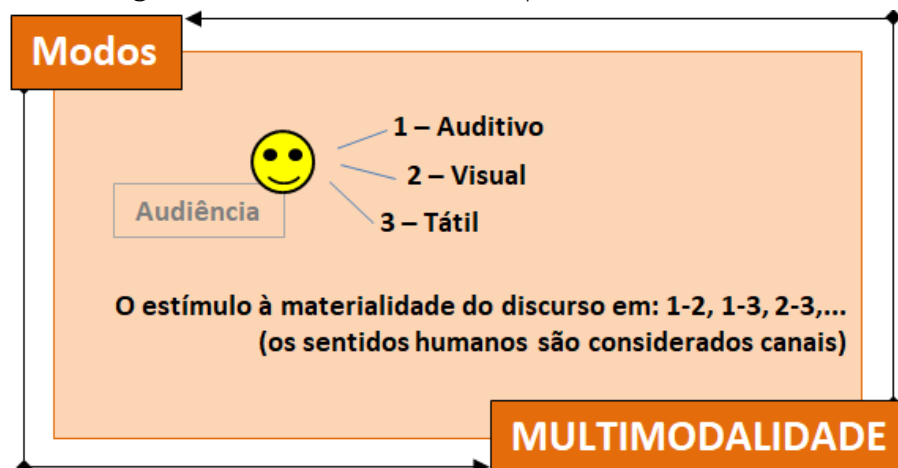 Modos
1 – Auditivo
2 – Visual
Audiência
3 – Tátil
O estímulo à materialidade do discurso em: 1-2, 1-3, 2-3,...
(os sentidos humanos são considerados canais)
MULTIMODALIDADE